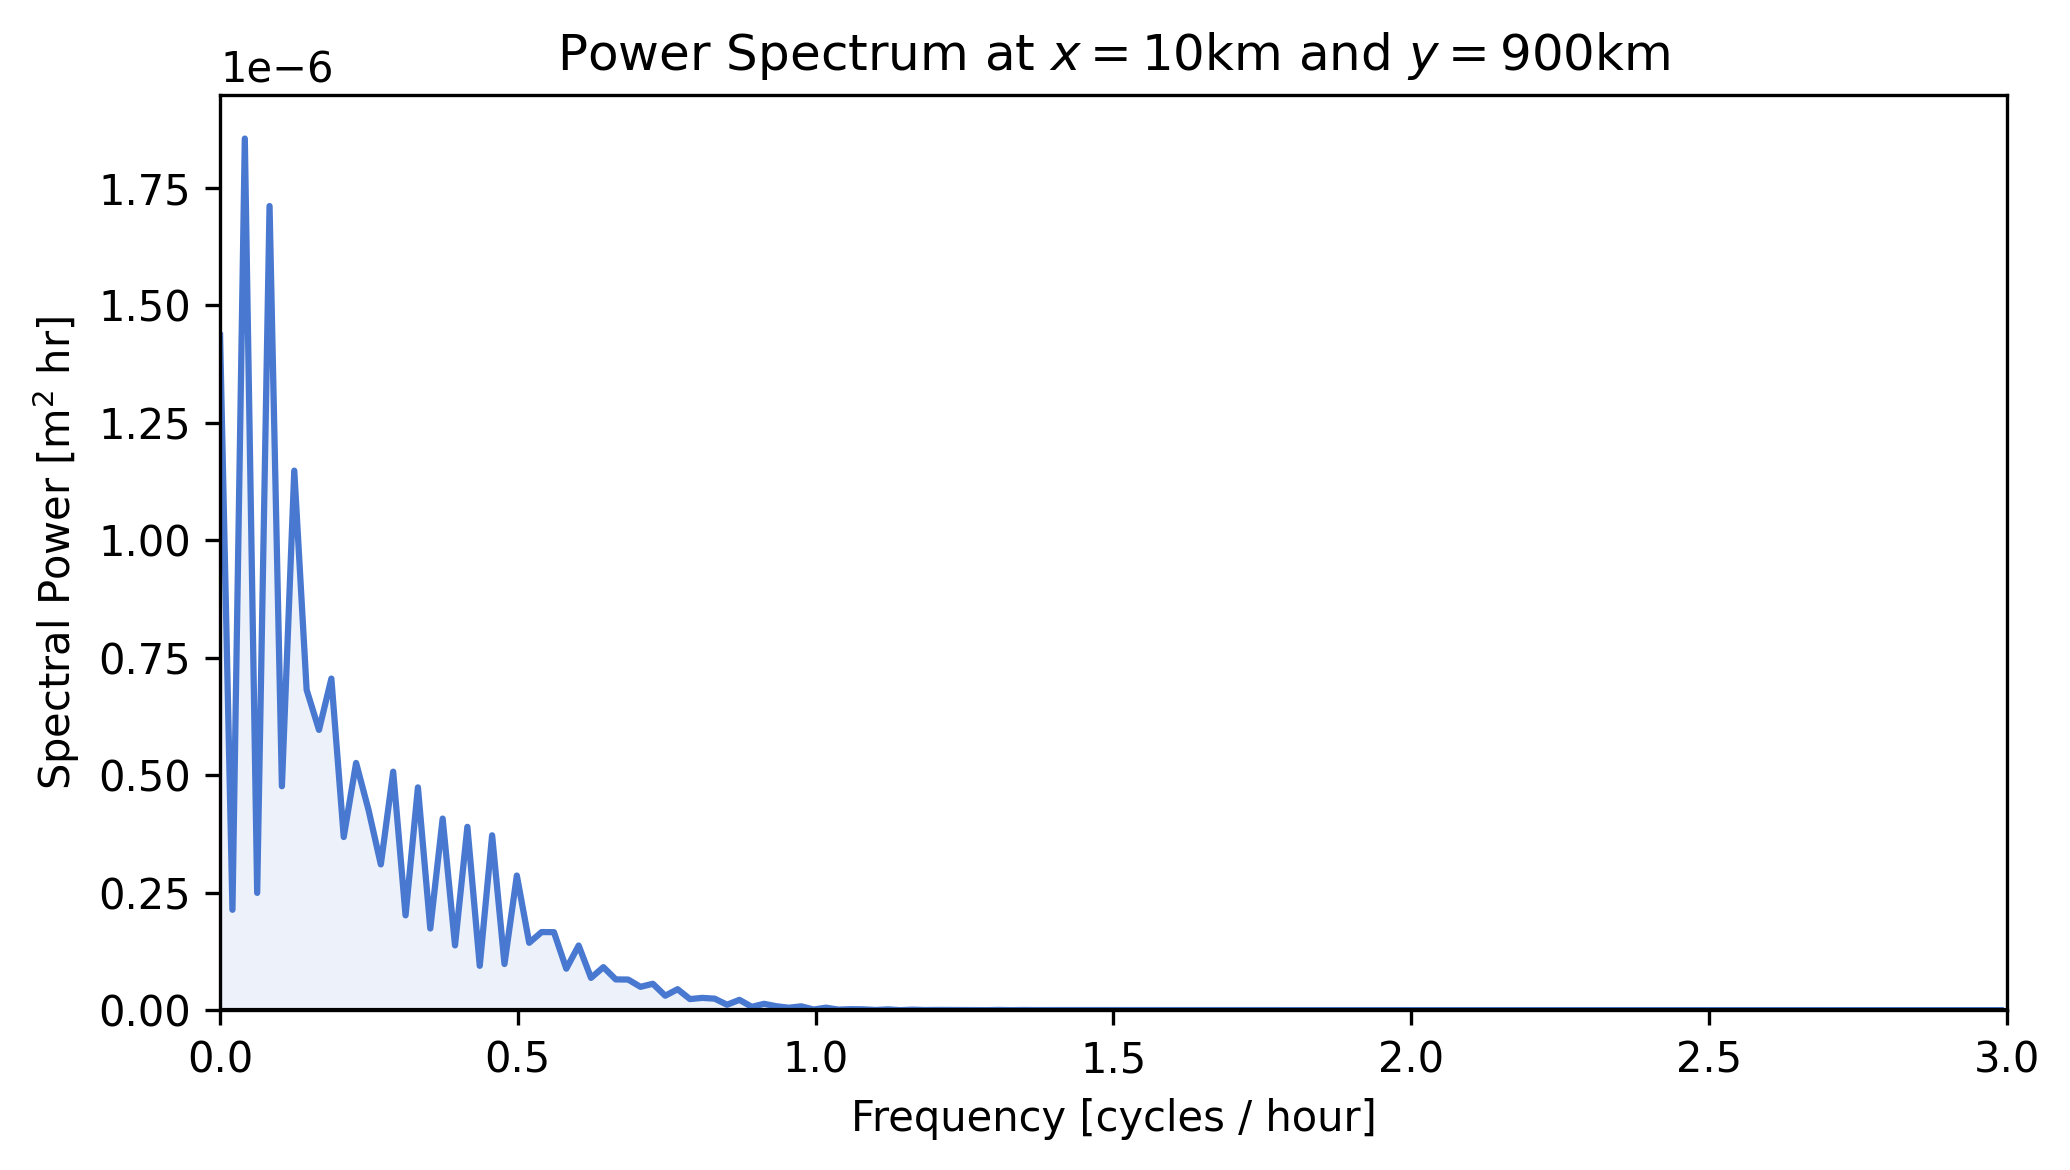 Power Spectrum at x = 10km and y = 900km
1e−6
1.75
1.50
1.25
1.00
0.75
0.50
0.25
0.00
Spectral Power [m² hr]
0.0 0.5 1.0 1.5 2.0 2.5 3.0
Frequency [cycles / hour]